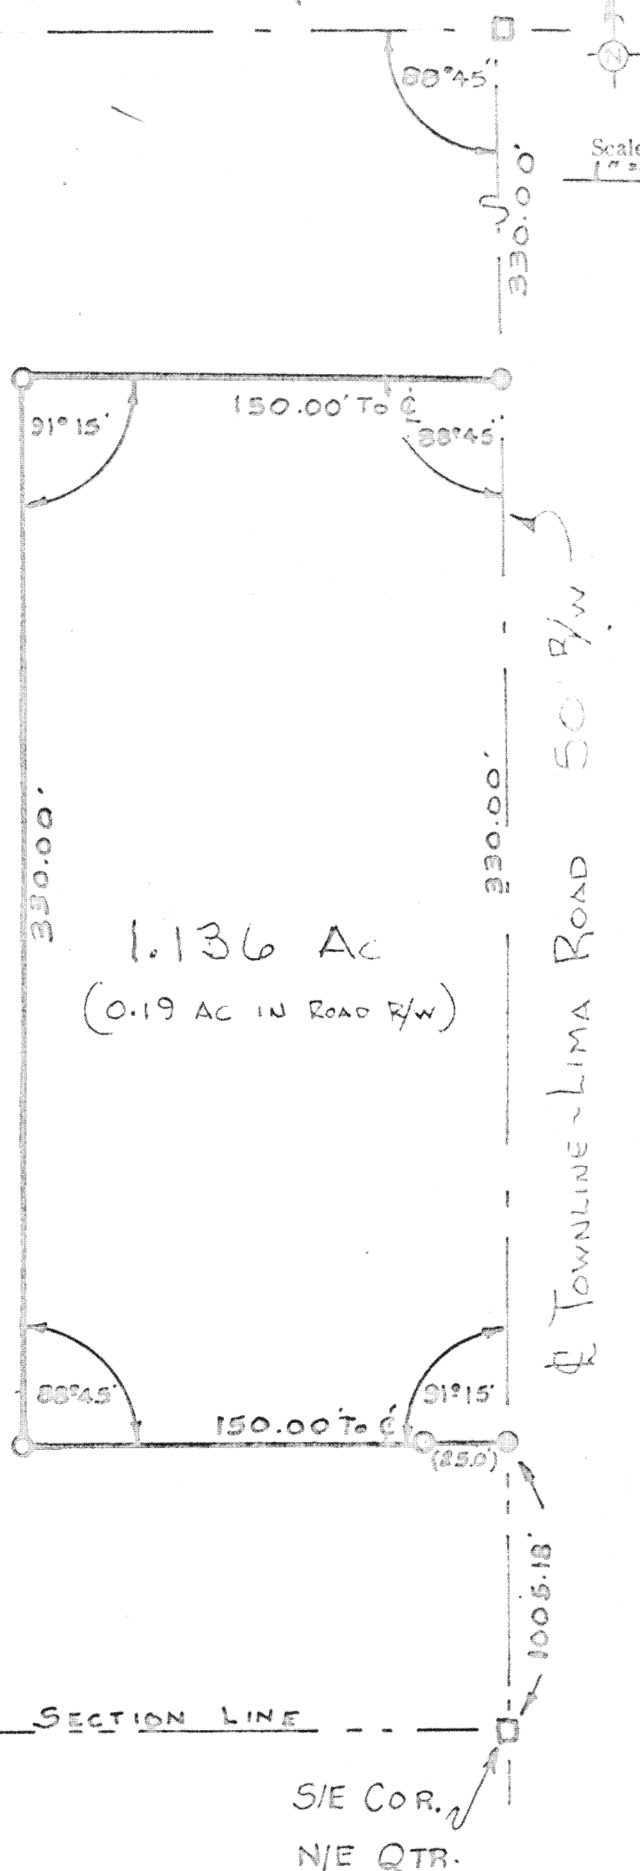 88°45"
Scale
330.00'
150.00' To ℄
91°15'
88°45"
50' R/W
330.00'
330.00'
1.136 Ac
(0.19 AC IN ROAD R/W)
℄ TOWNLINE-LIMA ROAD
88°45'
91°15'
150.00' To ℄
(25.0')
1005.18'
SECTION LINE
S/E COR.
N/E QTR.